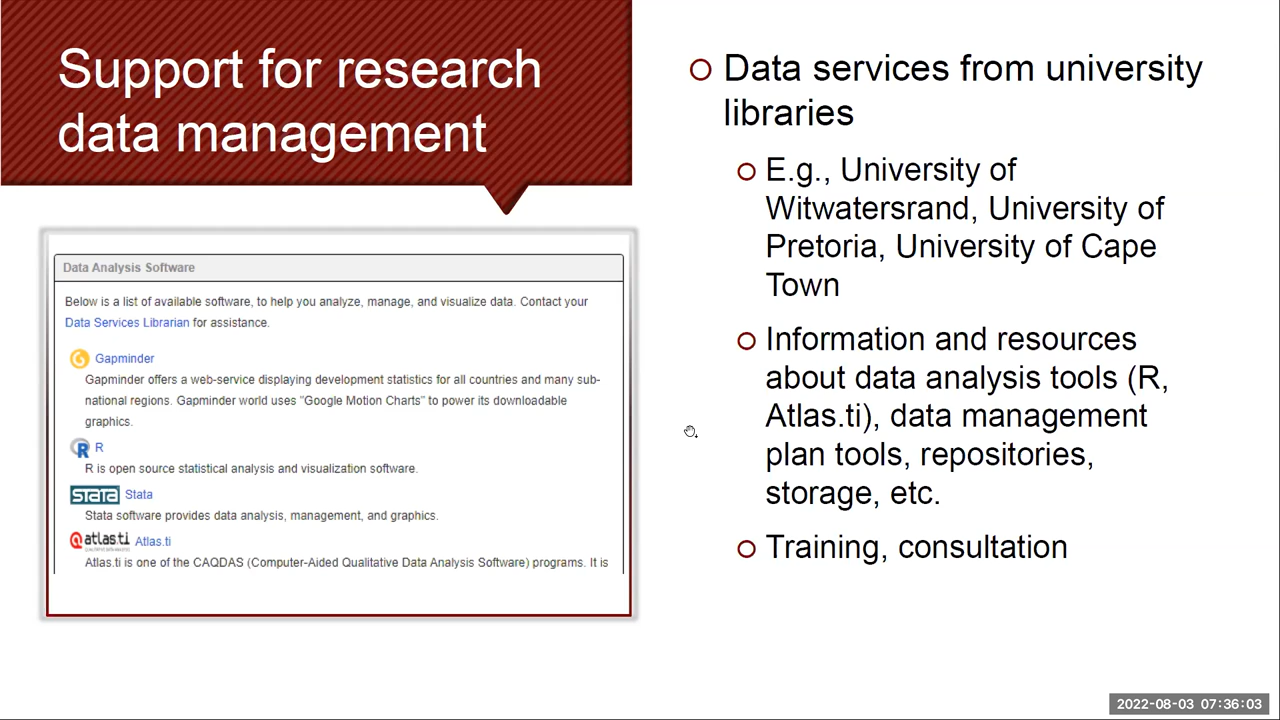 Support for research
data management
Data Analysis Software
Below is a list of available software, to help you analyze, manage, and visualize data. Contact your
Data Services Librarian for assistance.
Gapminder
Gapminder offers a web-service displaying development statistics for all countries and many sub-
national regions. Gapminder world uses "Google Motion Charts" to power its downloadable
graphics.
R R
R is open source statistical analysis and visualization software.
STATA Stata
Stata software provides data analysis, management, and graphics.
atlas.ti Atlas.ti
Atlas.ti is one of the CAQDAS (Computer-Aided Qualitative Data Analysis Software) programs. It is
Data services from university
libraries
E.g., University of
Witwatersrand, University of
Pretoria, University of Cape
Town
Information and resources
about data analysis tools (R,
Atlas.ti), data management
plan tools, repositories,
storage, etc.
Training, consultation
2022-08-03 07:36:03